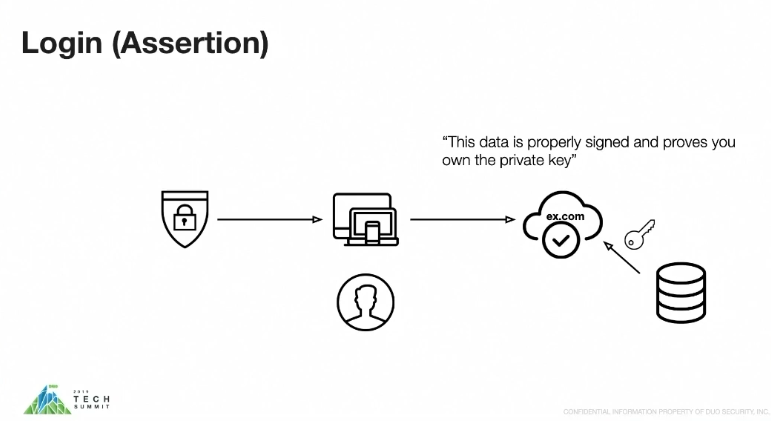 Login (Assertion)
“This data is properly signed and proves you
own the private key”
ex.com
2019
TECH
SUMMIT
CONFIDENTIAL INFORMATION PROPERTY OF DUO SECURITY, INC.